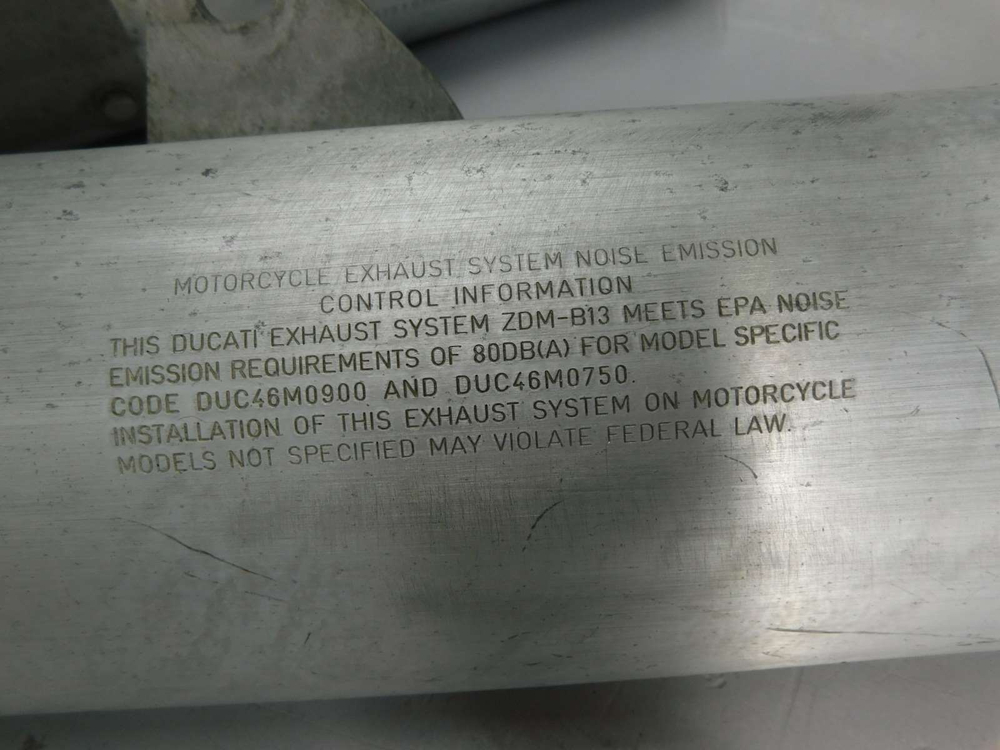 MOTORCYCLE EXHAUST SYSTEM NOISE EMISSION
CONTROL INFORMATION
THIS DUCATI EXHAUST SYSTEM ZDM-B13 MEETS EPA NOISE
EMISSION REQUIREMENTS OF 80DB(A) FOR MODEL SPECIFIC
CODE DUC46M0900 AND DUC46M0750.
INSTALLATION OF THIS EXHAUST SYSTEM ON MOTORCYCLE
MODELS NOT SPECIFIED MAY VIOLATE FEDERAL LAW.